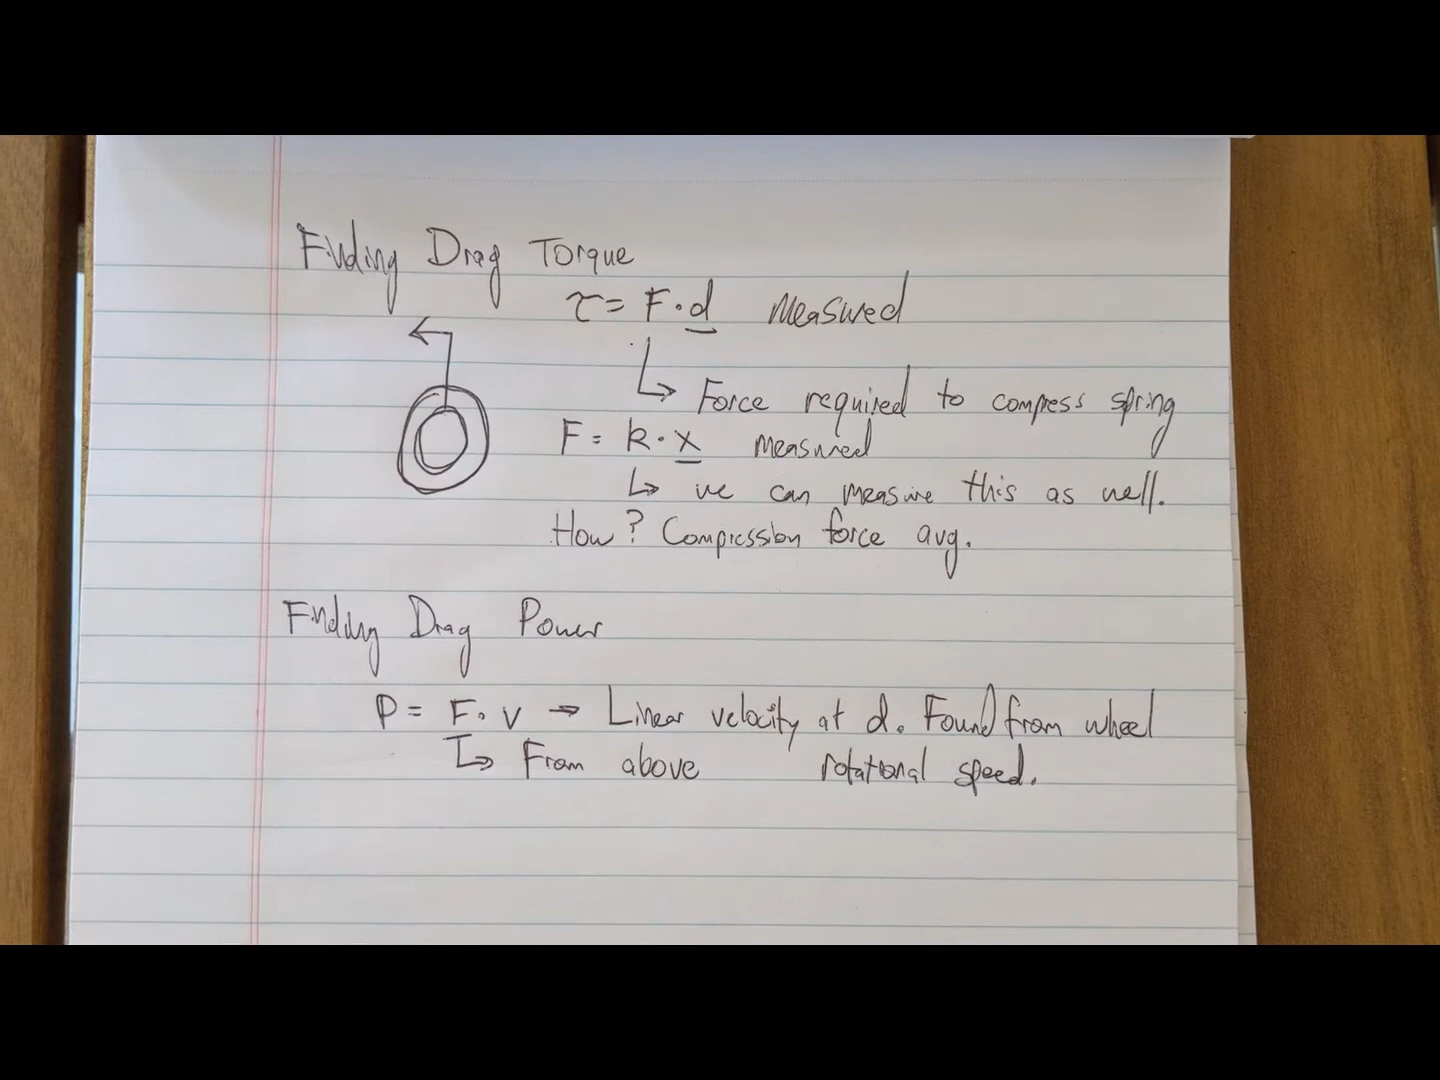 Finding Drag Torque
τ = F · d measured
↳ Force required to compress spring
F = k · x measured
↳ we can measure this as well.
How? Compression force avg.
Finding Drag Power
P = F · v → Linear velocity at d. Found from wheel
↳ From above rotational speed.